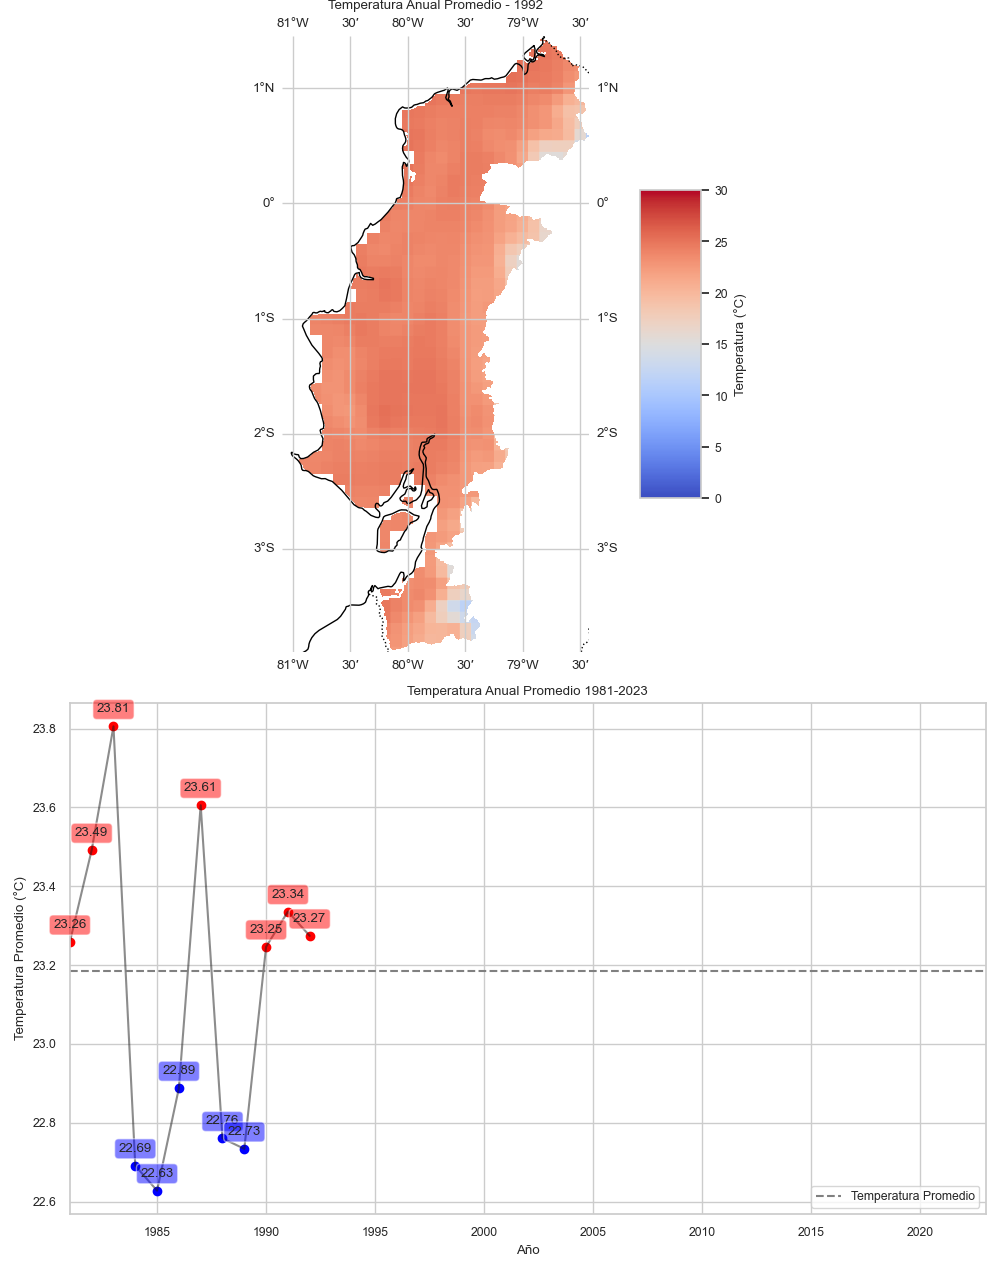 Temperatura Anual Promedio - 1992
81°W 30′ 80°W 30′ 79°W 30′
1°N 1°N
0° 0°
1°S 1°S
2°S 2°S
3°S 3°S
81°W 30′ 80°W 30′ 79°W 30′
30
25
20
15
10
5
0
Temperatura (°C)
Temperatura Anual Promedio 1981-2023
23.8
23.6
23.4
23.2
23.0
22.8
22.6
Temperatura Promedio (°C)
23.26
23.49
23.81
22.69
22.63
22.89
23.61
22.76
22.73
23.25
23.34
23.27
Temperatura Promedio
1985 1990 1995 2000 2005 2010 2015 2020
Año